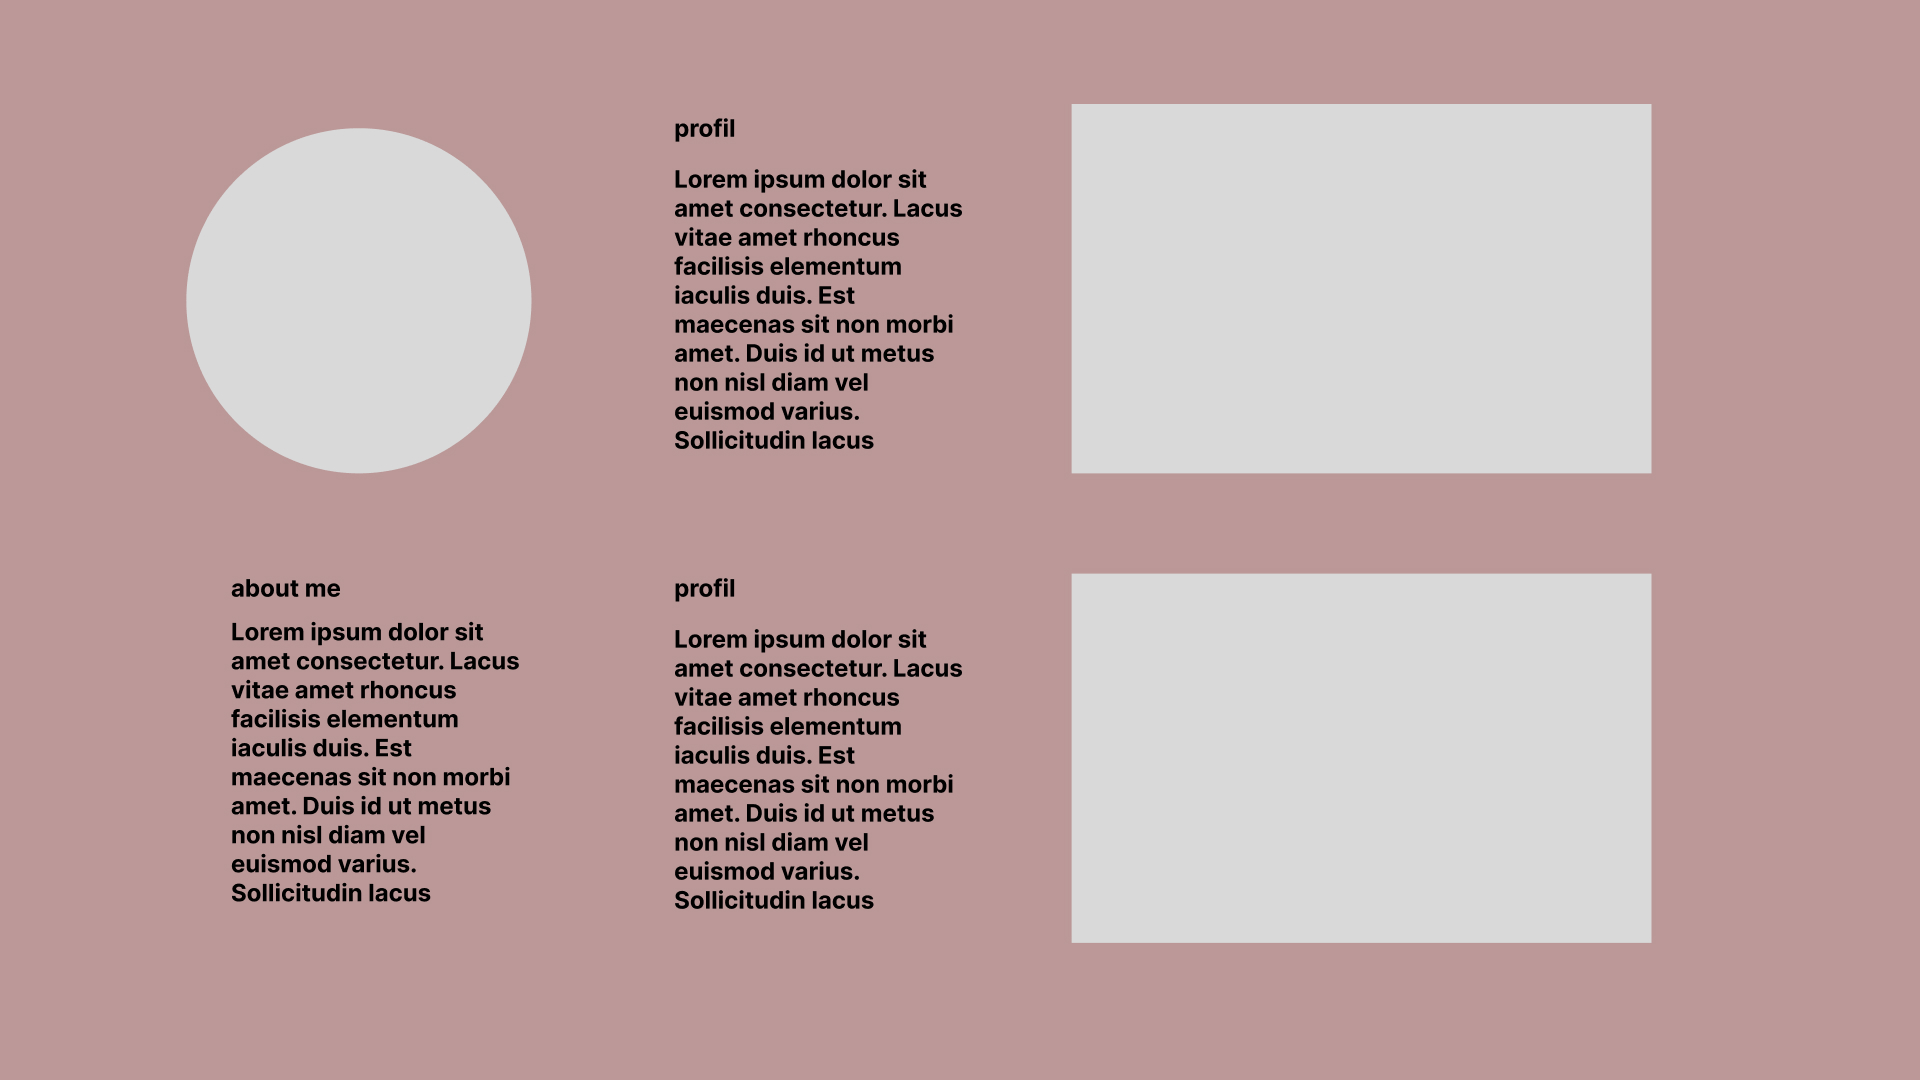 profil
Lorem ipsum dolor sit
amet consectetur. Lacus
vitae amet rhoncus
facilisis elementum
iaculis duis. Est
maecenas sit non morbi
amet. Duis id ut metus
non nisl diam vel
euismod varius.
Sollicitudin lacus
about me
Lorem ipsum dolor sit
amet consectetur. Lacus
vitae amet rhoncus
facilisis elementum
iaculis duis. Est
maecenas sit non morbi
amet. Duis id ut metus
non nisl diam vel
euismod varius.
Sollicitudin lacus
profil
Lorem ipsum dolor sit
amet consectetur. Lacus
vitae amet rhoncus
facilisis elementum
iaculis duis. Est
maecenas sit non morbi
amet. Duis id ut metus
non nisl diam vel
euismod varius.
Sollicitudin lacus